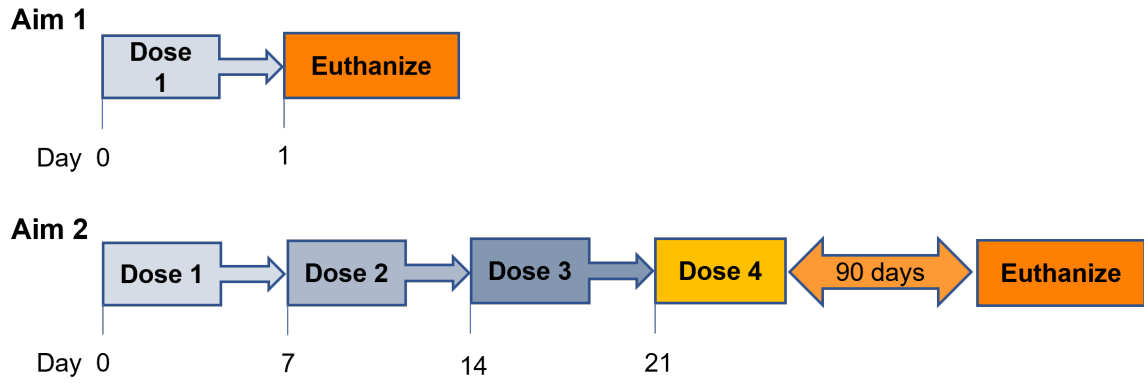 Aim 1
Dose
1
Euthanize
Day 0 1
Aim 2
Dose 1 Dose 2 Dose 3 Dose 4 90 days Euthanize
Day 0 7 14 21